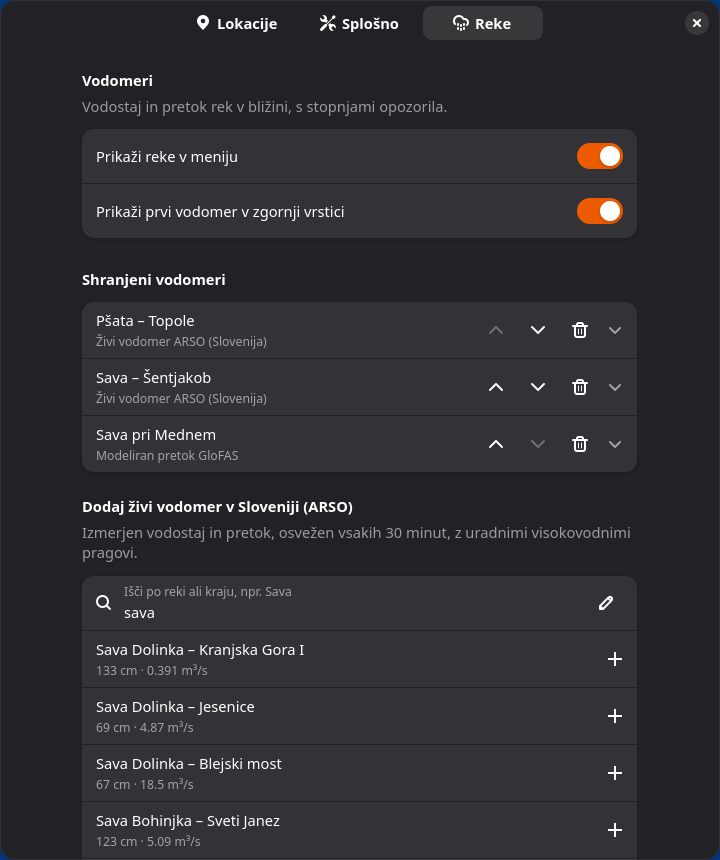 Lokacije
Splošno
Reke
Vodomeri
Vodostaj in pretok rek v bližini, s stopnjami opozorila.
Prikaži reke v meniju
Prikaži prvi vodomer v zgornji vrstici
Shranjeni vodomeri
Pšata – Topole
Živi vodomer ARSO (Slovenija)
Sava – Šentjakob
Živi vodomer ARSO (Slovenija)
Sava pri Mednem
Modeliran pretok GloFAS
Dodaj živi vodomer v Sloveniji (ARSO)
Izmerjen vodostaj in pretok, osvežen vsakih 30 minut, z uradnimi visokovodnimi
pragovi.
Išči po reki ali kraju, npr. Sava
sava
Sava Dolinka – Kranjska Gora I
133 cm · 0.391 m³/s
Sava Dolinka – Jesenice
69 cm · 4.87 m³/s
Sava Dolinka – Blejski most
67 cm · 18.5 m³/s
Sava Bohinjka – Sveti Janez
123 cm · 5.09 m³/s